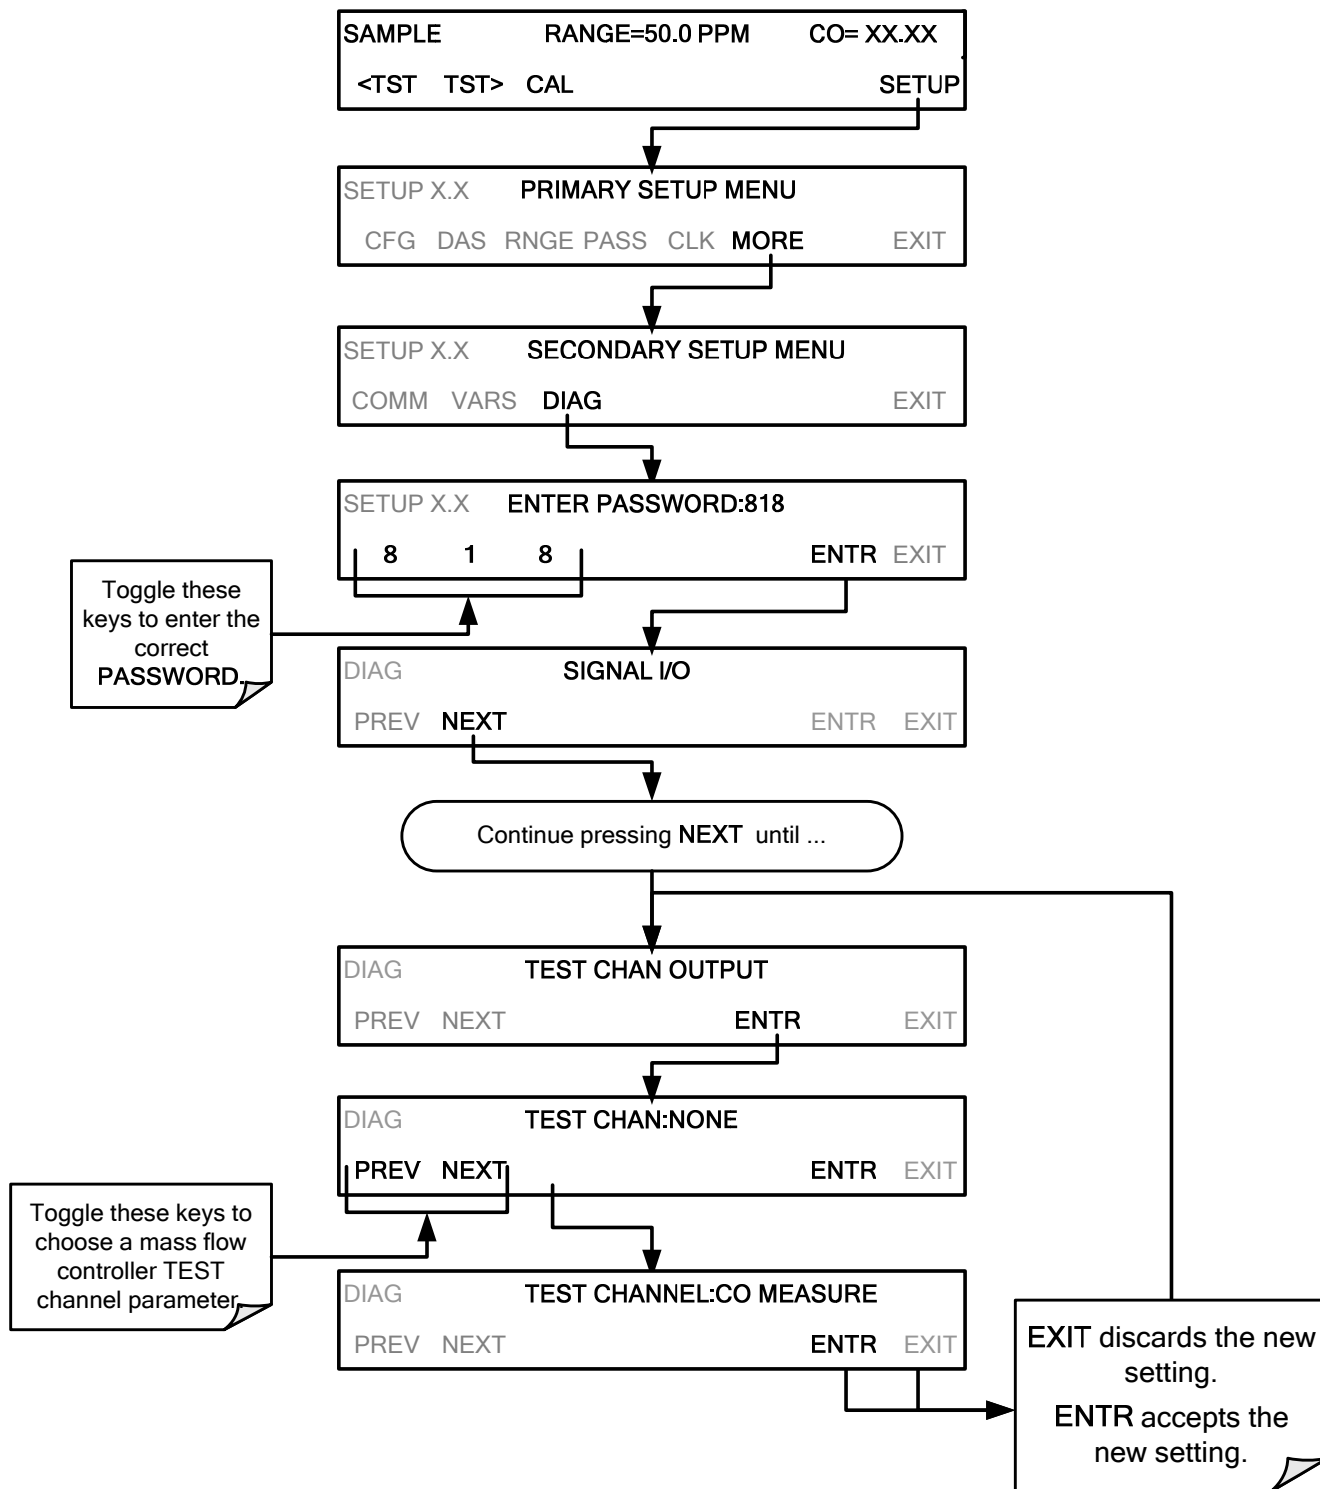 SAMPLE RANGE=50.0 PPM CO= XX.XX
<TST TST> CAL SETUP
SETUP X.X PRIMARY SETUP MENU
CFG DAS RNGE PASS CLK MORE EXIT
SETUP X.X SECONDARY SETUP MENU
COMM VARS DIAG EXIT
SETUP X.X ENTER PASSWORD:818
8 1 8 ENTR EXIT
Toggle these
keys to enter the
correct
PASSWORD.
DIAG SIGNAL I/O
PREV NEXT ENTR EXIT
Continue pressing NEXT until ...
DIAG TEST CHAN OUTPUT
PREV NEXT ENTR EXIT
DIAG TEST CHAN:NONE
PREV NEXT ENTR EXIT
Toggle these keys to
choose a mass flow
controller TEST
channel parameter
DIAG TEST CHANNEL:CO MEASURE
PREV NEXT ENTR EXIT
EXIT discards the new
setting.
ENTR accepts the
new setting.